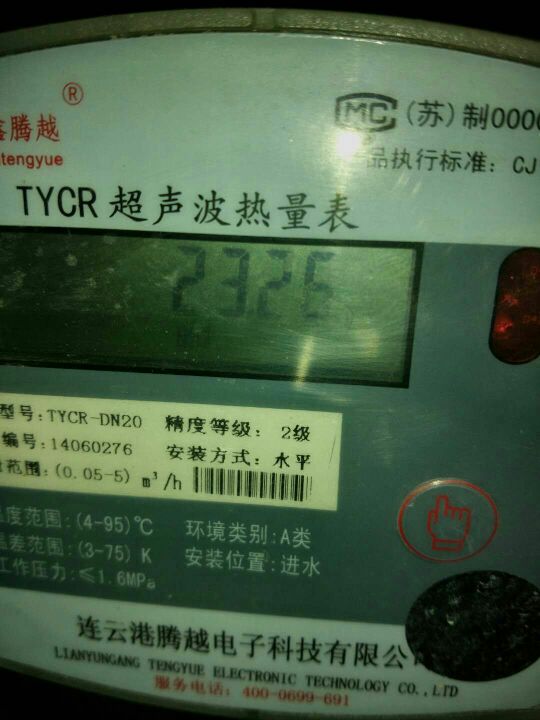 ®
腾越
tengyue
MC (苏)制0000
品执行标准: CJ
TYCR 超声波热量表
232
型号:TYCR-DN20 精度等级: 2级
编号:14060276 安装方式: 水平
范围:(0.05-5) m³/h
度范围:(4-95)℃ 环境类别:A类
温差范围:(3-75) K 安装位置:进水
工作压力:≤1.6MPa
连云港腾越电子科技有限公
LIANYUNGANG TENGYUE ELECTRONIC TECHNOLOGY CO.,LTD
服务电话: 400-0699-691